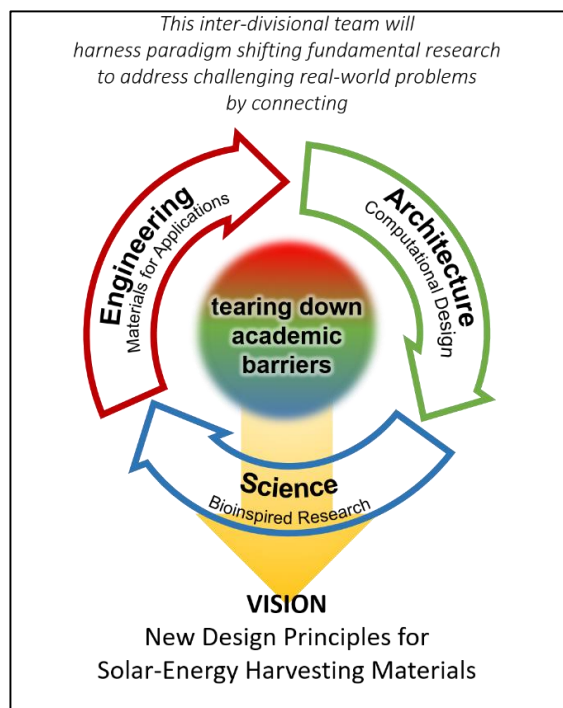 This inter-divisional team will
harness paradigm shifting fundamental research
to address challenging real-world problems
by connecting
Engineering
Materials for Applications
Architecture
Computational Design
tearing down
academic
barriers
Science
Bioinspired Research
VISION
New Design Principles for
Solar-Energy Harvesting Materials